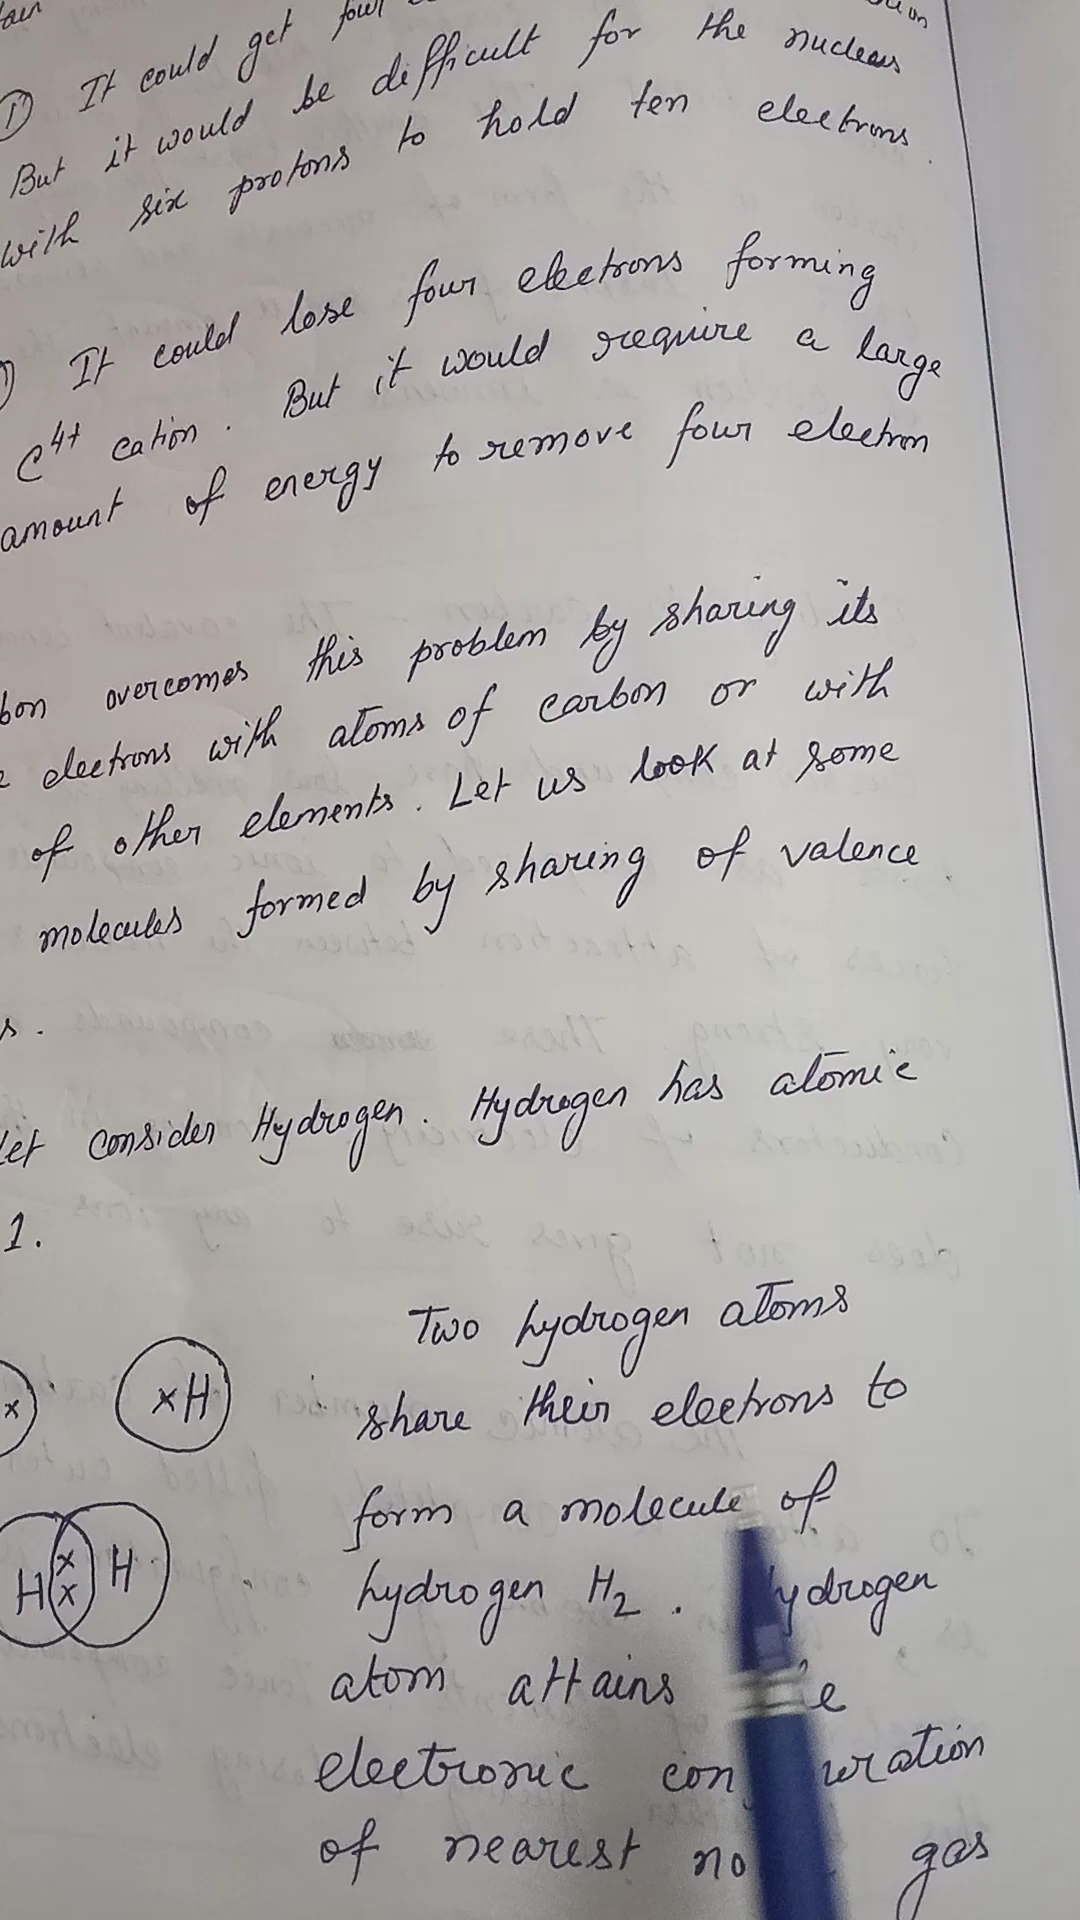 ① It could get four
But it would be difficult for the nucleus
with six protons to hold ten electrons.
It could lose four electrons forming
C4+ cation. But it would require a large
amount of energy to remove four electron
bon overcomes this problem by sharing its
electrons with atoms of carbon or with
of other elements. Let us look at some
molecules formed by sharing of valence
s.
Let consider Hydrogen. Hydrogen has atomic
1.
Two hydrogen atoms
x
xH
share their electrons to
form a molecule of
H x x H
hydrogen H2. ydrogen
atom attains e
electronic con uration
of nearest no gas